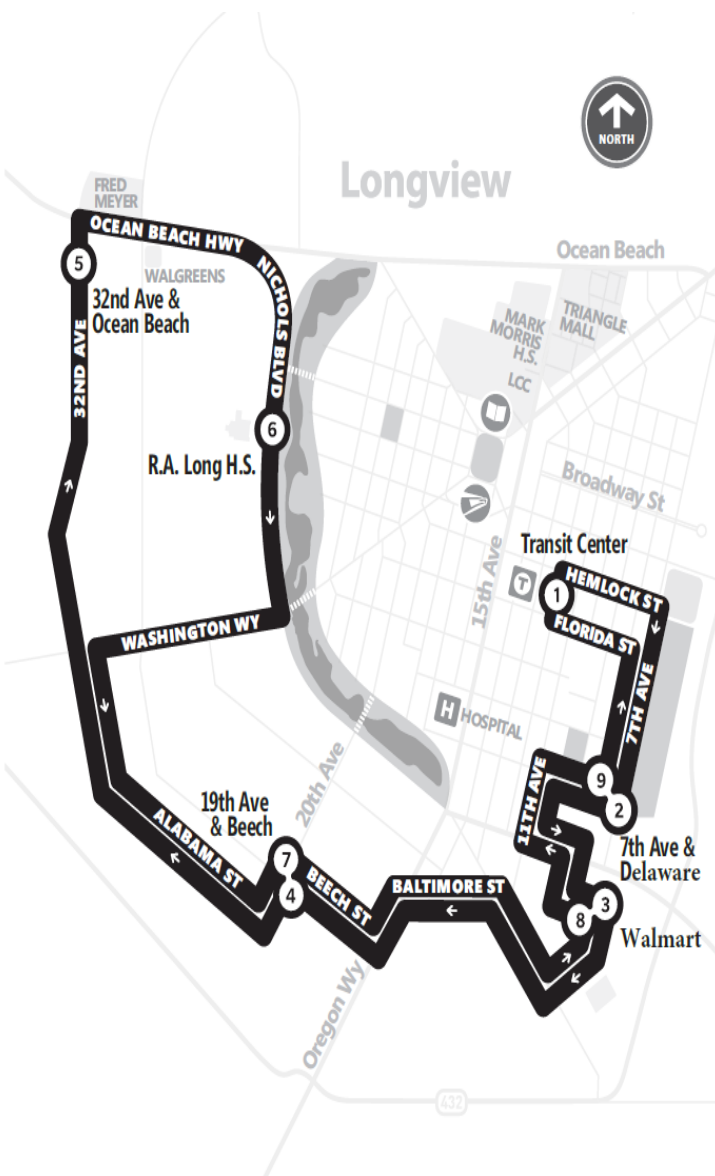 NORTH
Longview
FRED
MEYER
OCEAN BEACH HWY
Ocean Beach
5
WALGREENS
NICHOLS BLVD
32nd Ave &
Ocean Beach
TRIANGLE
MALL
MARK
MORRIS
H.S.
LCC
32ND AVE
6
R.A. Long H.S.
Broadway St
Transit Center
15th Ave
T
1
HEMLOCK ST
FLORIDA ST
WASHINGTON WY
7TH AVE
H
HOSPITAL
20th Ave
19th Ave
& Beech
11TH AVE
9
2
7th Ave &
Delaware
ALABAMA ST
7
4
BEECH ST
BALTIMORE ST
3
8
Walmart
Oregon Wy
432